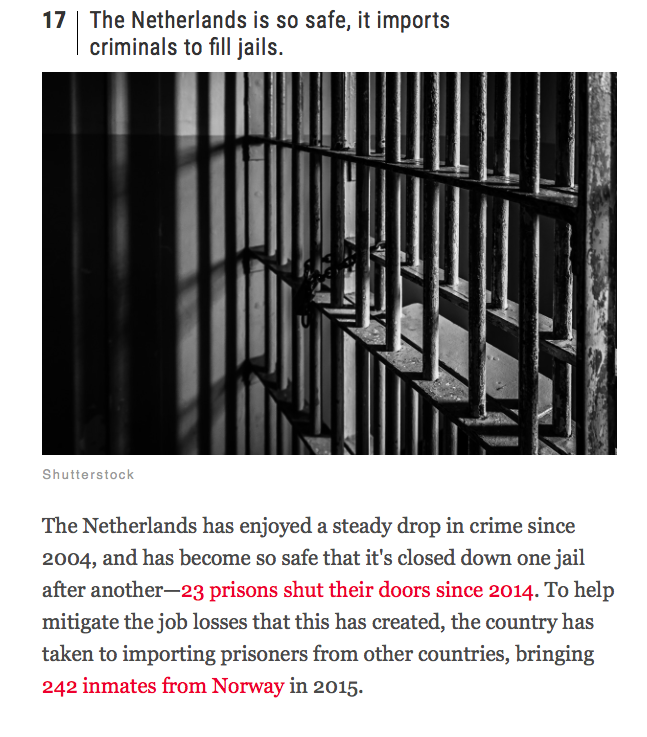 17 The Netherlands is so safe, it imports
criminals to fill jails.
Shutterstock
The Netherlands has enjoyed a steady drop in crime since
2004, and has become so safe that it's closed down one jail
after another—23 prisons shut their doors since 2014. To help
mitigate the job losses that this has created, the country has
taken to importing prisoners from other countries, bringing
242 inmates from Norway in 2015.